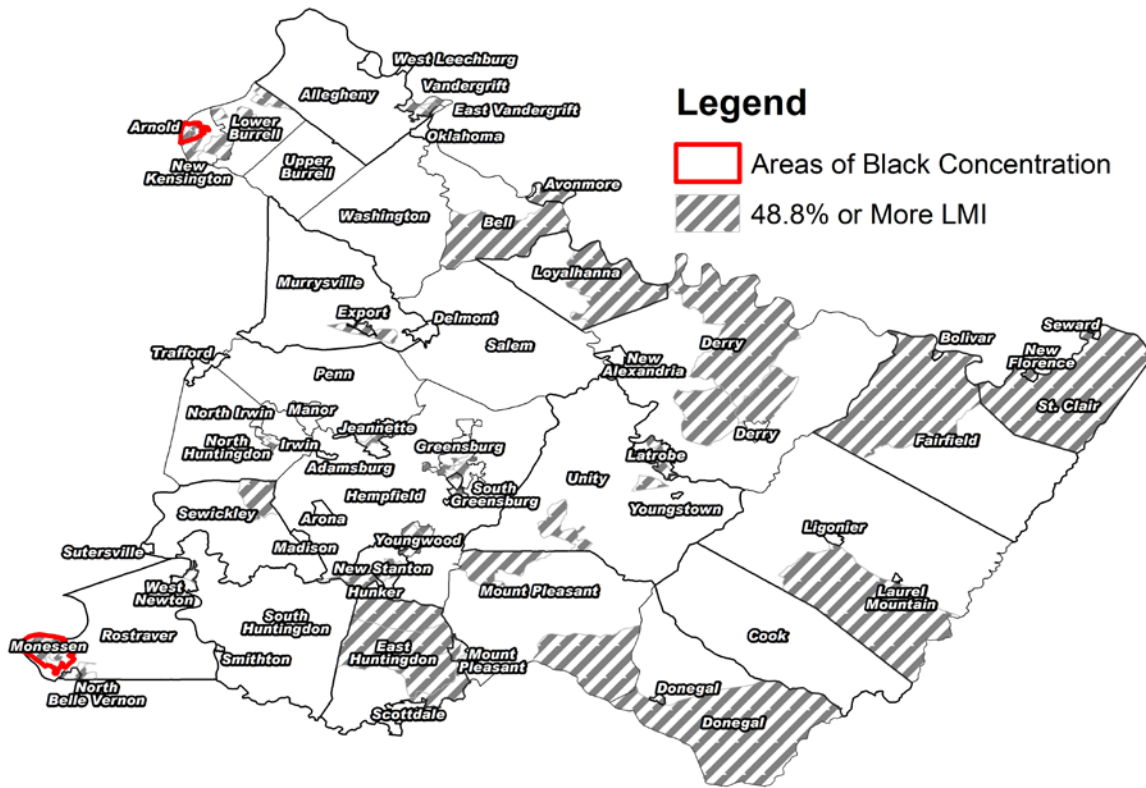 West Leechburg
Allegheny
Vandergrift
East Vandergrift
Arnold
Lower
Burrell
Oklahoma
New
Kensington
Upper
Burrell
Legend
Areas of Black Concentration
48.8% or More LMI
Avonmore
Washington
Bell
Loyalhanna
Murrysville
Export
Delmont
Salem
Derry
Trafford
New
Alexandria
Bolivar
Seward
New
Florence
St. Clair
Penn
North Irwin
Manor
Jeannette
Greensburg
Derry
Fairfield
North
Huntingdon
Irwin
Adamsburg
Latrobe
Hempfield
South
Greensburg
Unity
Youngstown
Sewickley
Arona
Ligonier
Sutersville
Madison
Youngwood
New Stanton
Hunker
Mount Pleasant
Laurel
Mountain
West
Newton
Rostraver
South
Huntingdon
Cook
Monessen
Smithton
East
Huntingdon
Mount
Pleasant
North
Belle Vernon
Scottdale
Donegal
Donegal